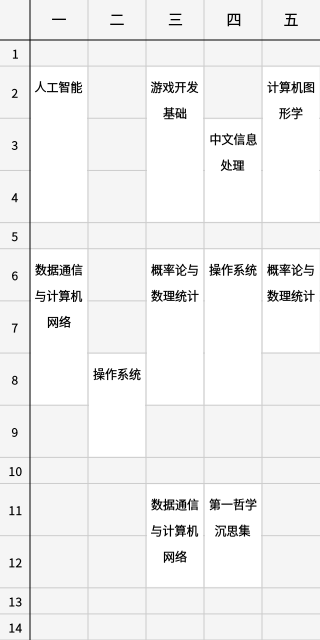 一 二 三 四 五
1
2
3
4
5
6
7
8
9
10
11
12
13
14
人工智能
数据通信
与计算机
网络
操作系统
游戏开发
基础
概率论与
数理统计
数据通信
与计算机
网络
中文信息
处理
操作系统
第一哲学
沉思集
计算机图
形学
概率论与
数理统计